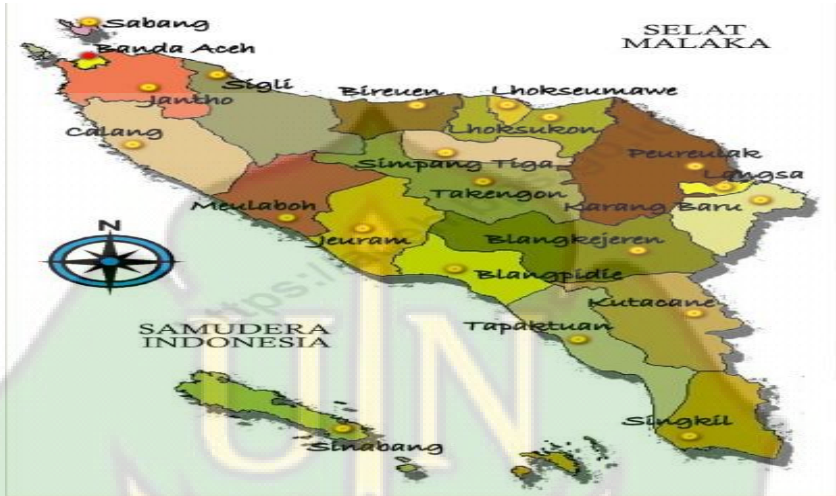 Sabang
SELAT
MALAKA
Banda Aceh
Sigli
Jantho
Bireuen
Lhokseumawe
Calang
Lhoksukon
Simpang Tiga
Peureulak
Langsa
Takengon
Karang Baru
Meulaboh
N
Jeuram
Blangkejeren
Blangpidie
Kutacane
SAMUDERA
INDONESIA
Tapaktuan
Singkil
Sinabang
UIN